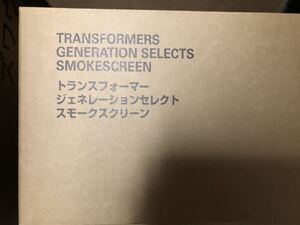 TRANSFORMERS
GENERATION SELECTS
SMOKESCREEN
トランスフォーマー
ジェネレーションセレクト
スモークスクリーン